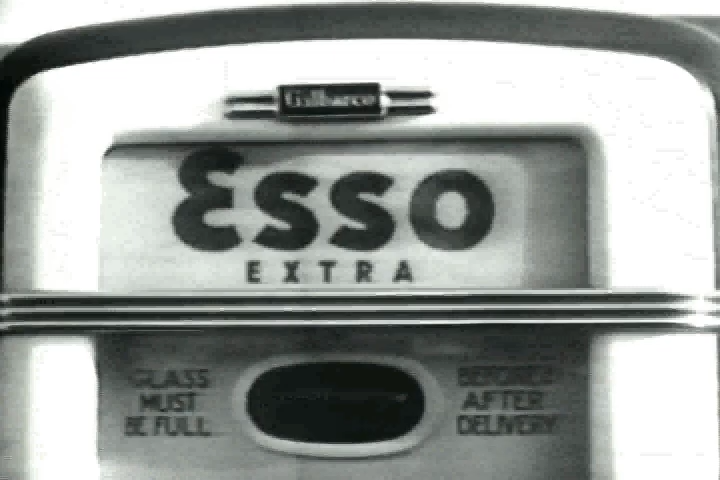 Gilbarco
Esso
EXTRA
GLASS
MUST
BE FULL
BEFORE &
AFTER
DELIVERY